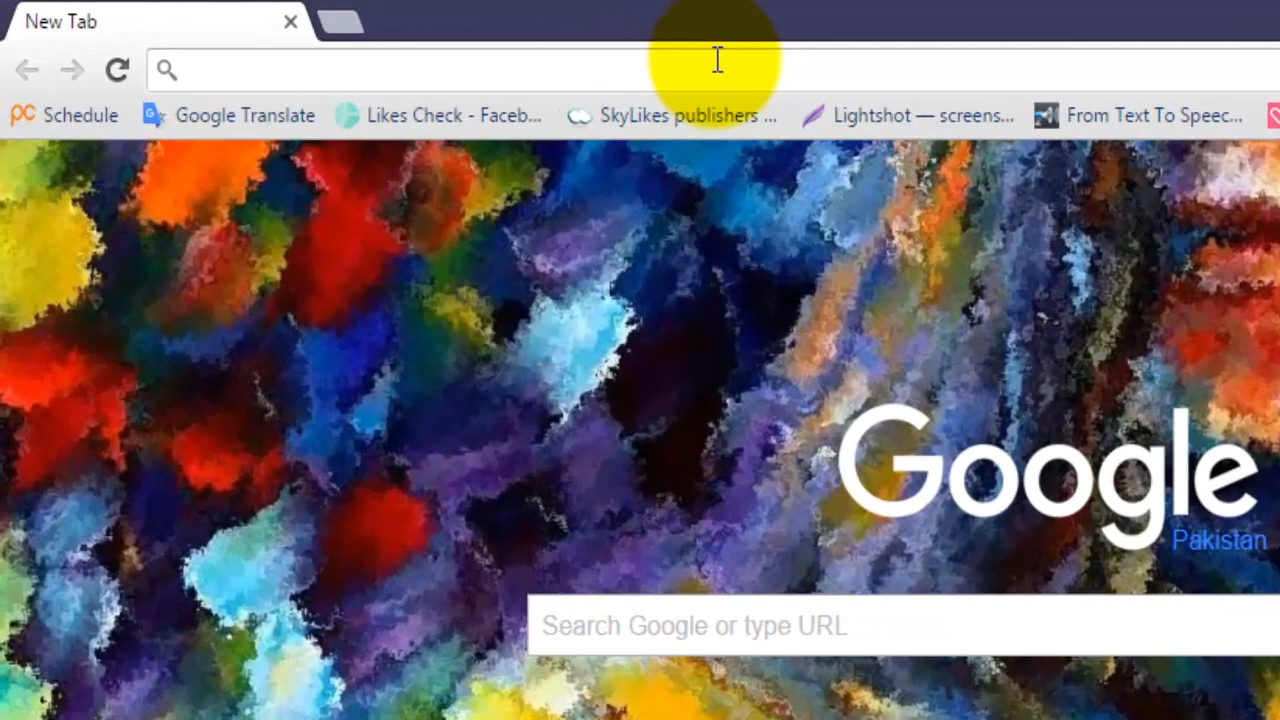 New Tab
Schedule Google Translate Likes Check - Faceb... SkyLikes publishers ... Lightshot — screens... From Text To Speec...
Google
Pakistan
Search Google or type URL